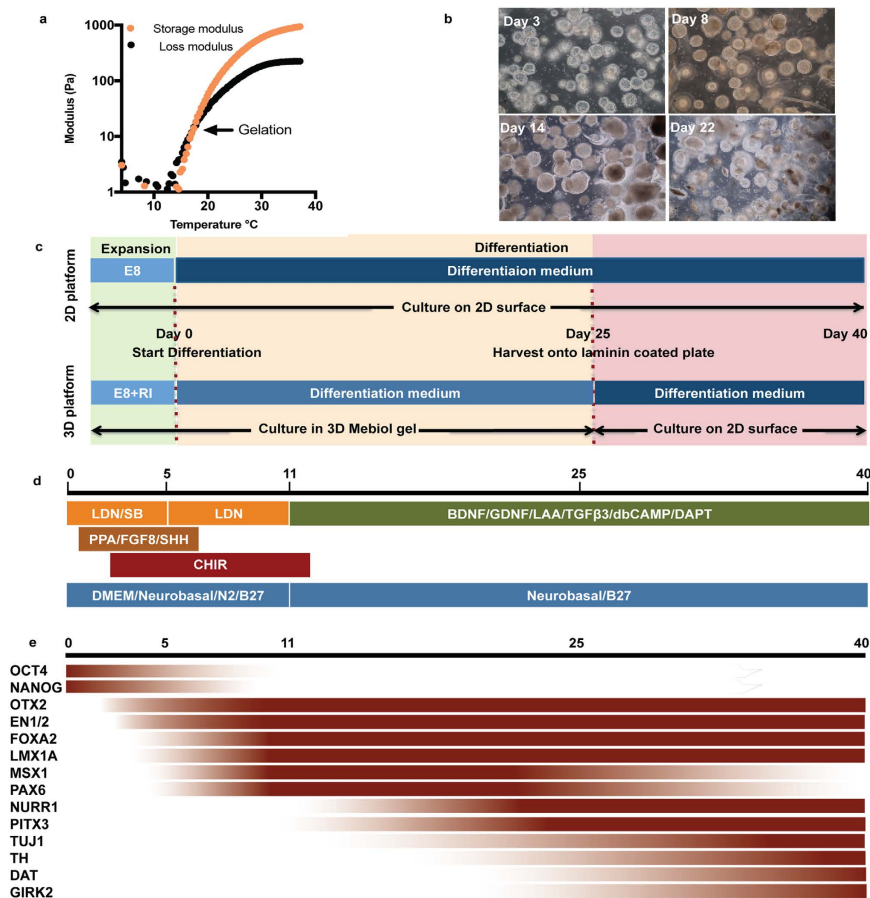 a
Storage modulus
Loss modulus
1000
100
10
1
Modulus (Pa)
Gelation
10
20
30
40
Temperature °C
b
Day 3
Day 8
Day 14
Day 22
c
Expansion
Differentiation
2D platform
E8
Differentiaion medium
Culture on 2D surface
Day 0
Day 25
Day 40
Start Differentiation
Harvest onto laminin coated plate
3D platform
E8+RI
Differentiation medium
Differentiation medium
Culture in 3D Mebiol gel
Culture on 2D surface
d
0
5
11
25
40
LDN/SB
LDN
BDNF/GDNF/LAA/TGFβ3/dbCAMP/DAPT
PPA/FGF8/SHH
CHIR
DMEM/Neurobasal/N2/B27
Neurobasal/B27
e
0
5
11
25
40
OCT4
NANOG
OTX2
EN1/2
FOXA2
LMX1A
MSX1
PAX6
NURR1
PITX3
TUJ1
TH
DAT
GIRK2